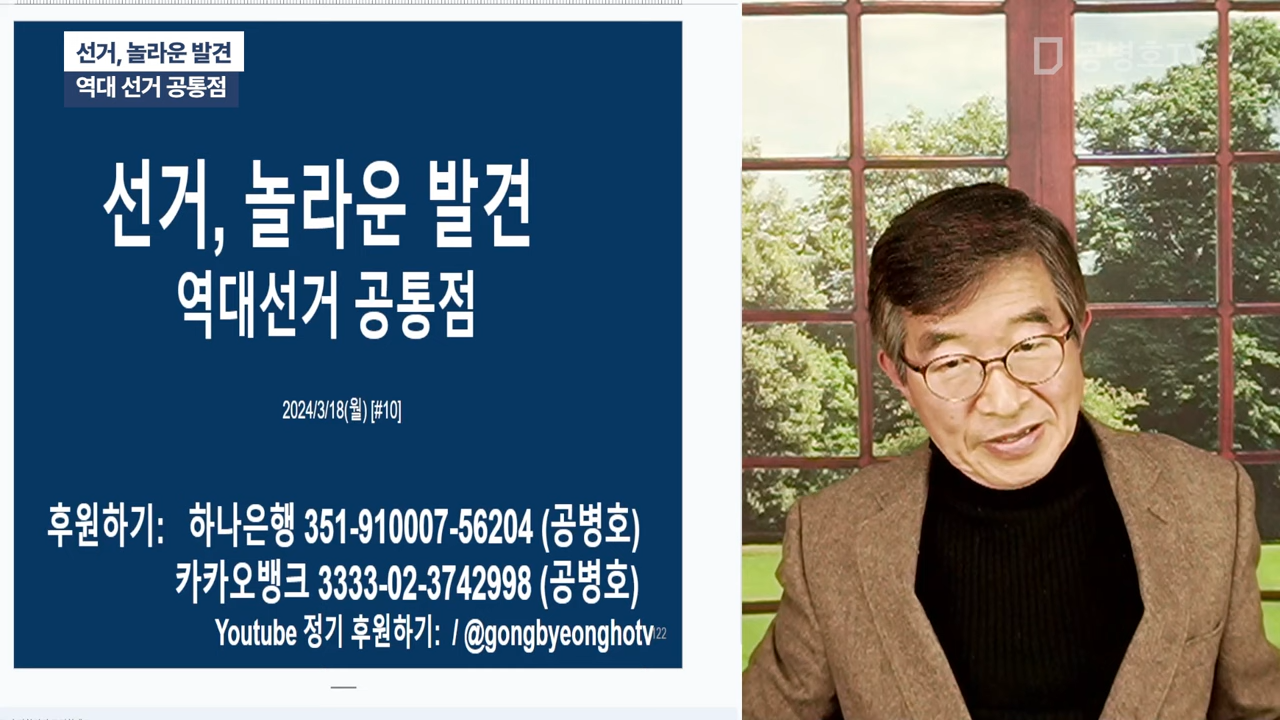 선거, 놀라운 발견
역대 선거 공통점
선거, 놀라운 발견
역대선거 공통점
2024/3/18(월) [#10]
후원하기: 하나은행 351-910007-56204 (공병호)
카카오뱅크 3333-02-3742998 (공병호)
Youtube 정기 후원하기: / @gongbyeonghotv
122
공병호TV